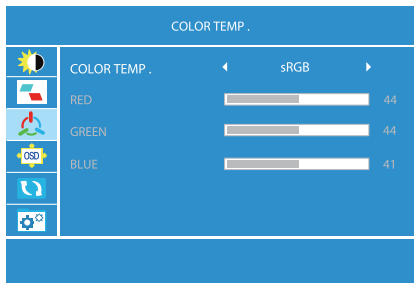 COLOR TEMP .
COLOR TEMP . sRGB
RED 44
GREEN 44
OSD
BLUE 41